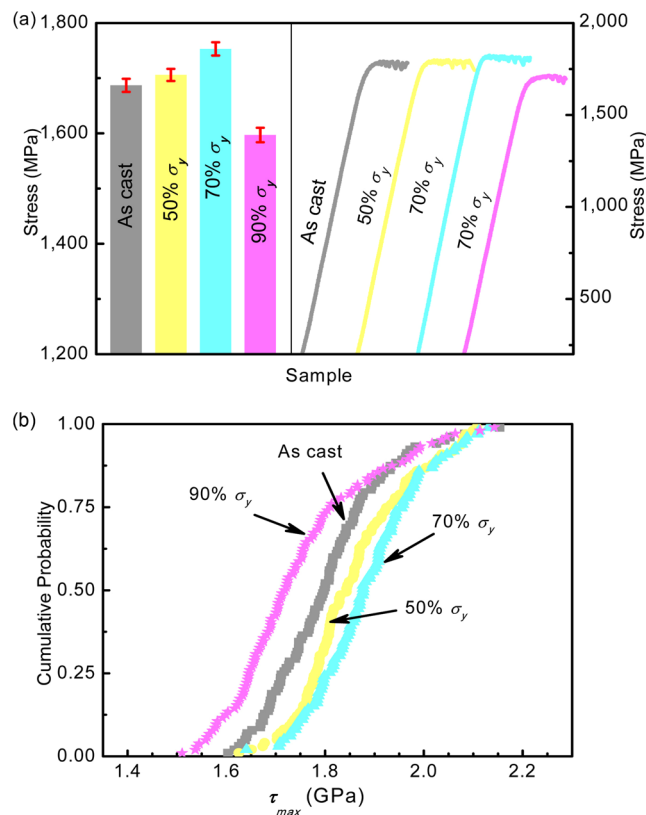 (a)
1,800
1,600
1,400
1,200
Stress (MPa)
As cast
50% σy
70% σy
90% σy
As cast
50% σy
70% σy
70% σy
2,000
1,500
1,000
500
Stress (MPa)
Sample
(b)
1.00
0.75
0.50
0.25
0.00
Cumulative Probability
As cast
90% σy
70% σy
50% σy
1.4
1.6
1.8
2.0
2.2
τmax (GPa)